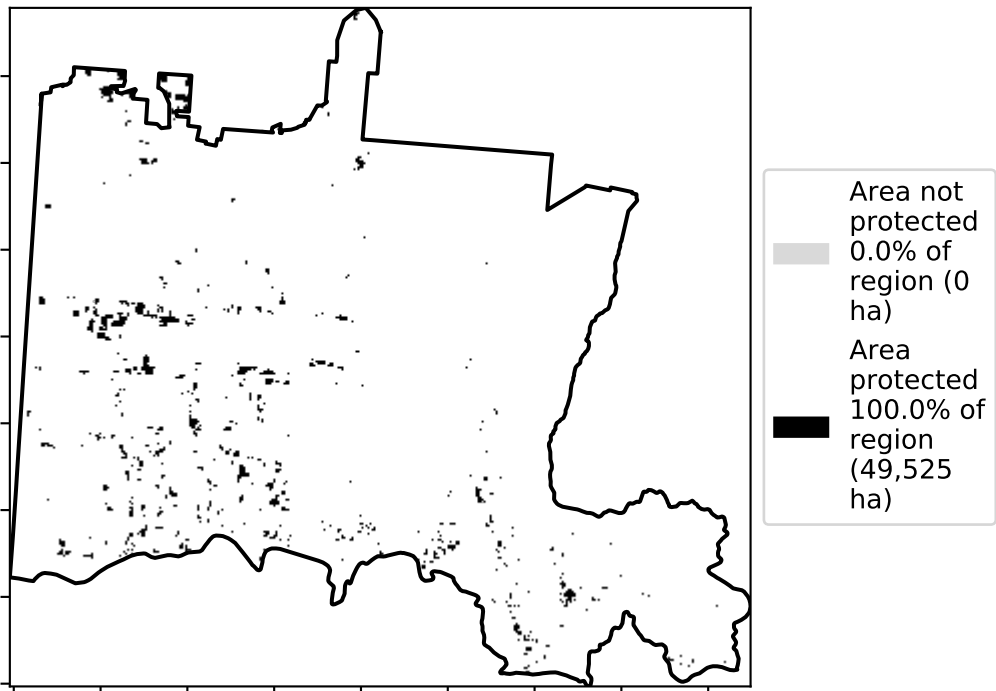 Area not
protected
0.0% of
region (0
ha)
Area
protected
100.0% of
region
(49,525
ha)